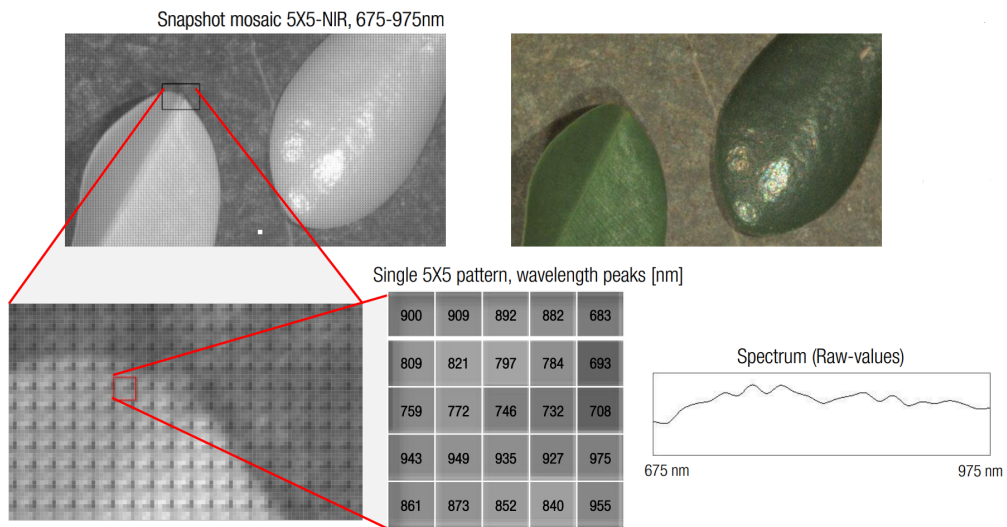 Snapshot mosaic 5X5-NIR, 675-975nm
Single 5X5 pattern, wavelength peaks [nm]
900 909 892 882 683
809 821 797 784 693
759 772 746 732 708
943 949 935 927 975
861 873 852 840 955
Spectrum (Raw-values)
675 nm 975 nm